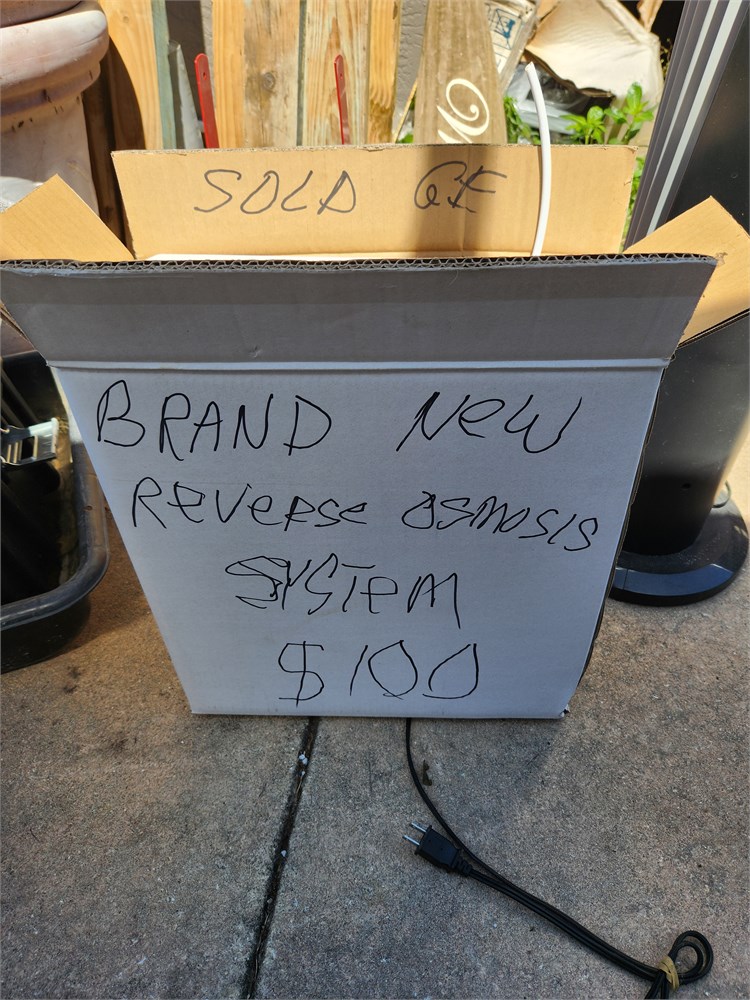 SOLD GE
BRAND New
ReVeRSe OSMOSIS
SYSTeM
$100